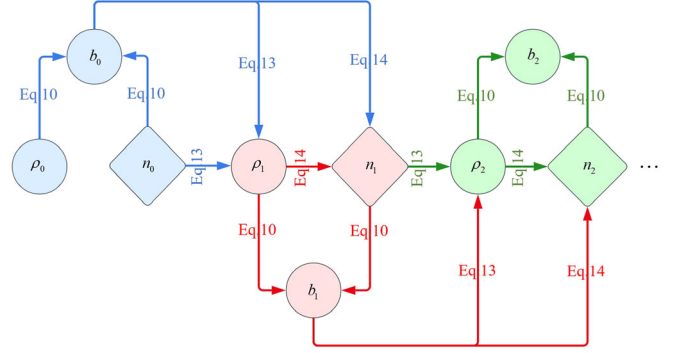 b₀
b₂
Eq.13
Eq.14
Eq.10
Eq.10
Eq.10
Eq.10
ρ₀
n₀
Eq.13
ρ₁
Eq.14
n₁
Eq.13
ρ₂
Eq.14
n₂
...
Eq.10
Eq.10
b₁
Eq.13
Eq.14